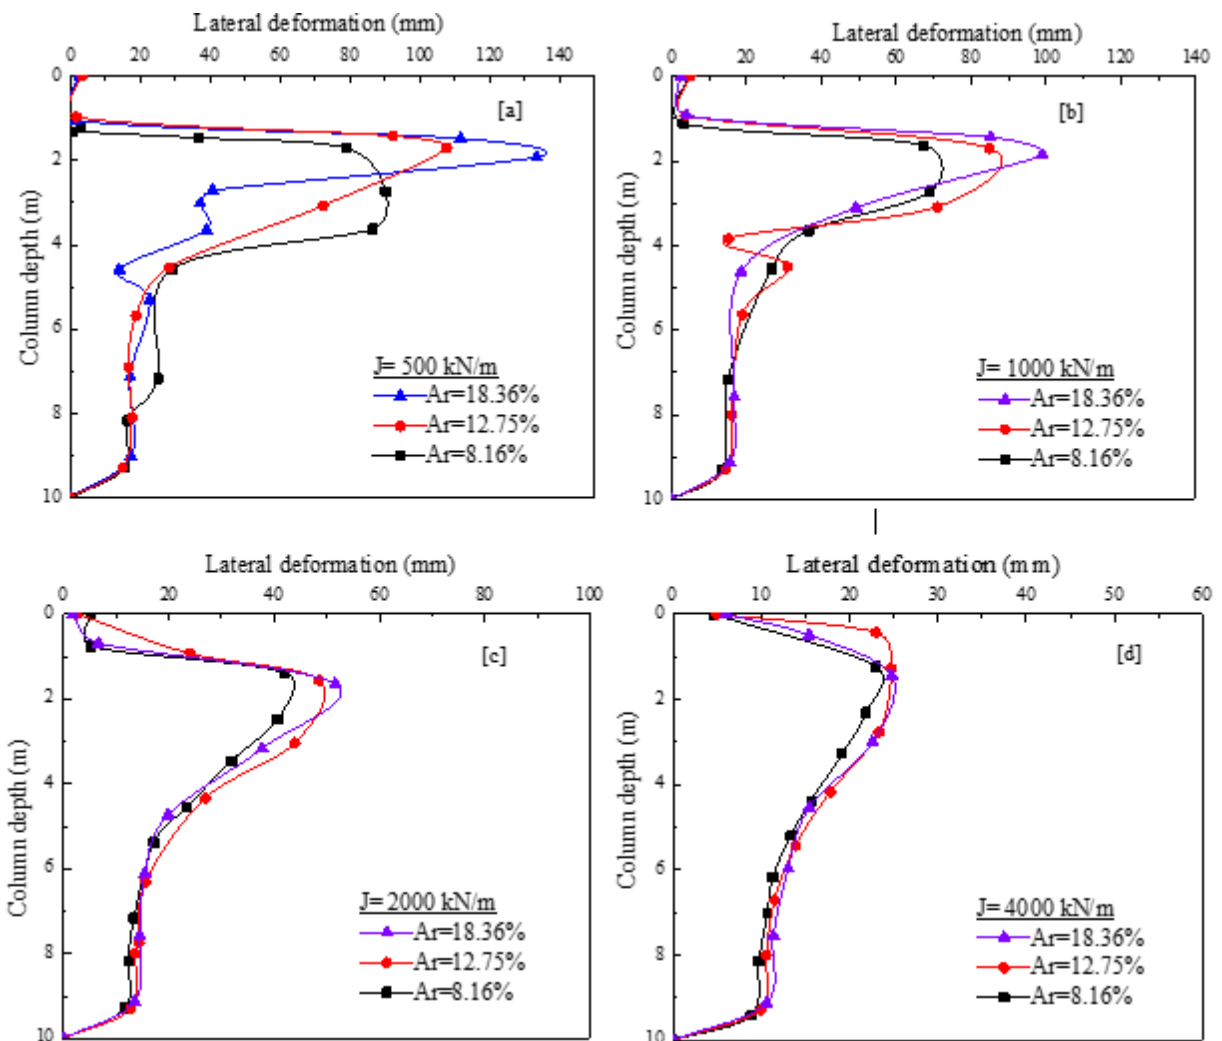 Lateral deformation (mm)
0 20 40 60 80 100 120 140
0
2
4
6
8
10
Column depth (m)
[a]
J= 500 kN/m
Ar=18.36%
Ar=12.75%
Ar=8.16%
Lateral deformation (mm)
0 20 40 60 80 100 120 140
0
2
4
6
8
10
Column depth (m)
[b]
J= 1000 kN/m
Ar=18.36%
Ar=12.75%
Ar=8.16%
Lateral deformation (mm)
0 20 40 60 80 100
0
2
4
6
8
10
Column depth (m)
[c]
J= 2000 kN/m
Ar=18.36%
Ar=12.75%
Ar=8.16%
Lateral deformation (mm)
0 10 20 30 40 50 60
0
2
4
6
8
10
Column depth (m)
[d]
J= 4000 kN/m
Ar=18.36%
Ar=12.75%
Ar=8.16%